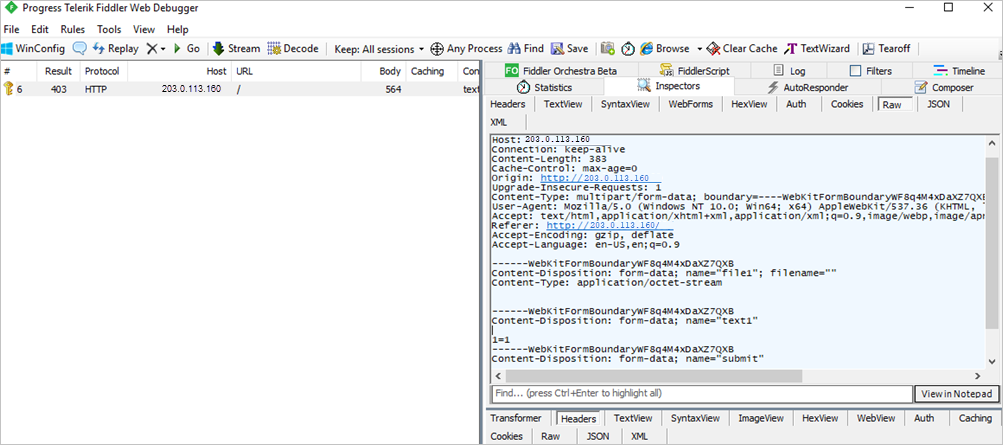 Progress Telerik Fiddler Web Debugger
File Edit Rules Tools View Help
WinConfig Replay Go Stream Decode Keep: All sessions Any Process Find Save Browse Clear Cache TextWizard Tearoff
# Result Protocol Host URL Body Caching Con
6 403 HTTP 203.0.113.160 / 564 text
FO Fiddler Orchestra Beta FiddlerScript Log Filters Timeline
Statistics Inspectors AutoResponder Composer
Headers TextView SyntaxView WebForms HexView Auth Cookies Raw JSON
XML
Host: 203.0.113.160
Connection: keep-alive
Content-Length: 383
Cache-Control: max-age=0
Origin: http://203.0.113.160
Upgrade-Insecure-Requests: 1
Content-Type: multipart/form-data; boundary=----WebKitFormBoundaryWF8q4M4xDaXZ7QXB
User-Agent: Mozilla/5.0 (Windows NT 10.0; Win64; x64) AppleWebKit/537.36 (KHTML,
Accept: text/html,application/xhtml+xml,application/xml;q=0.9,image/webp,image/apn
Referer: http://203.0.113.160/
Accept-Encoding: gzip, deflate
Accept-Language: en-US,en;q=0.9
------WebKitFormBoundaryWF8q4M4xDaXZ7QXB
Content-Disposition: form-data; name="file1"; filename=""
Content-Type: application/octet-stream
------WebKitFormBoundaryWF8q4M4xDaXZ7QXB
Content-Disposition: form-data; name="text1"
1=1
------WebKitFormBoundaryWF8q4M4xDaXZ7QXB
Content-Disposition: form-data; name="submit"
Find... (press Ctrl+Enter to highlight all) View in Notepad
Transformer Headers TextView SyntaxView ImageView HexView WebView Auth Caching
Cookies Raw JSON XML